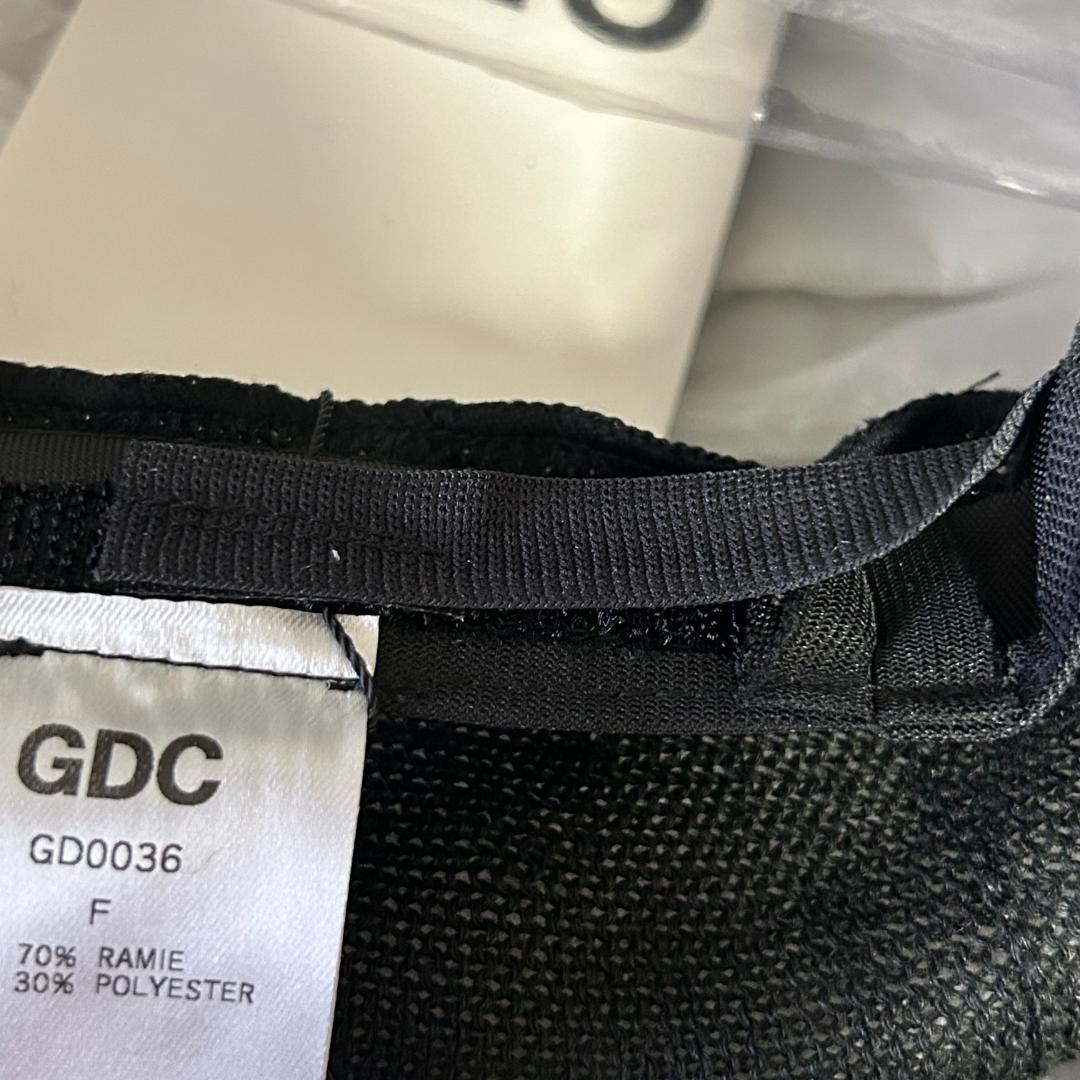 GDC
GD0036
F
70% RAMIE
30% POLYESTER